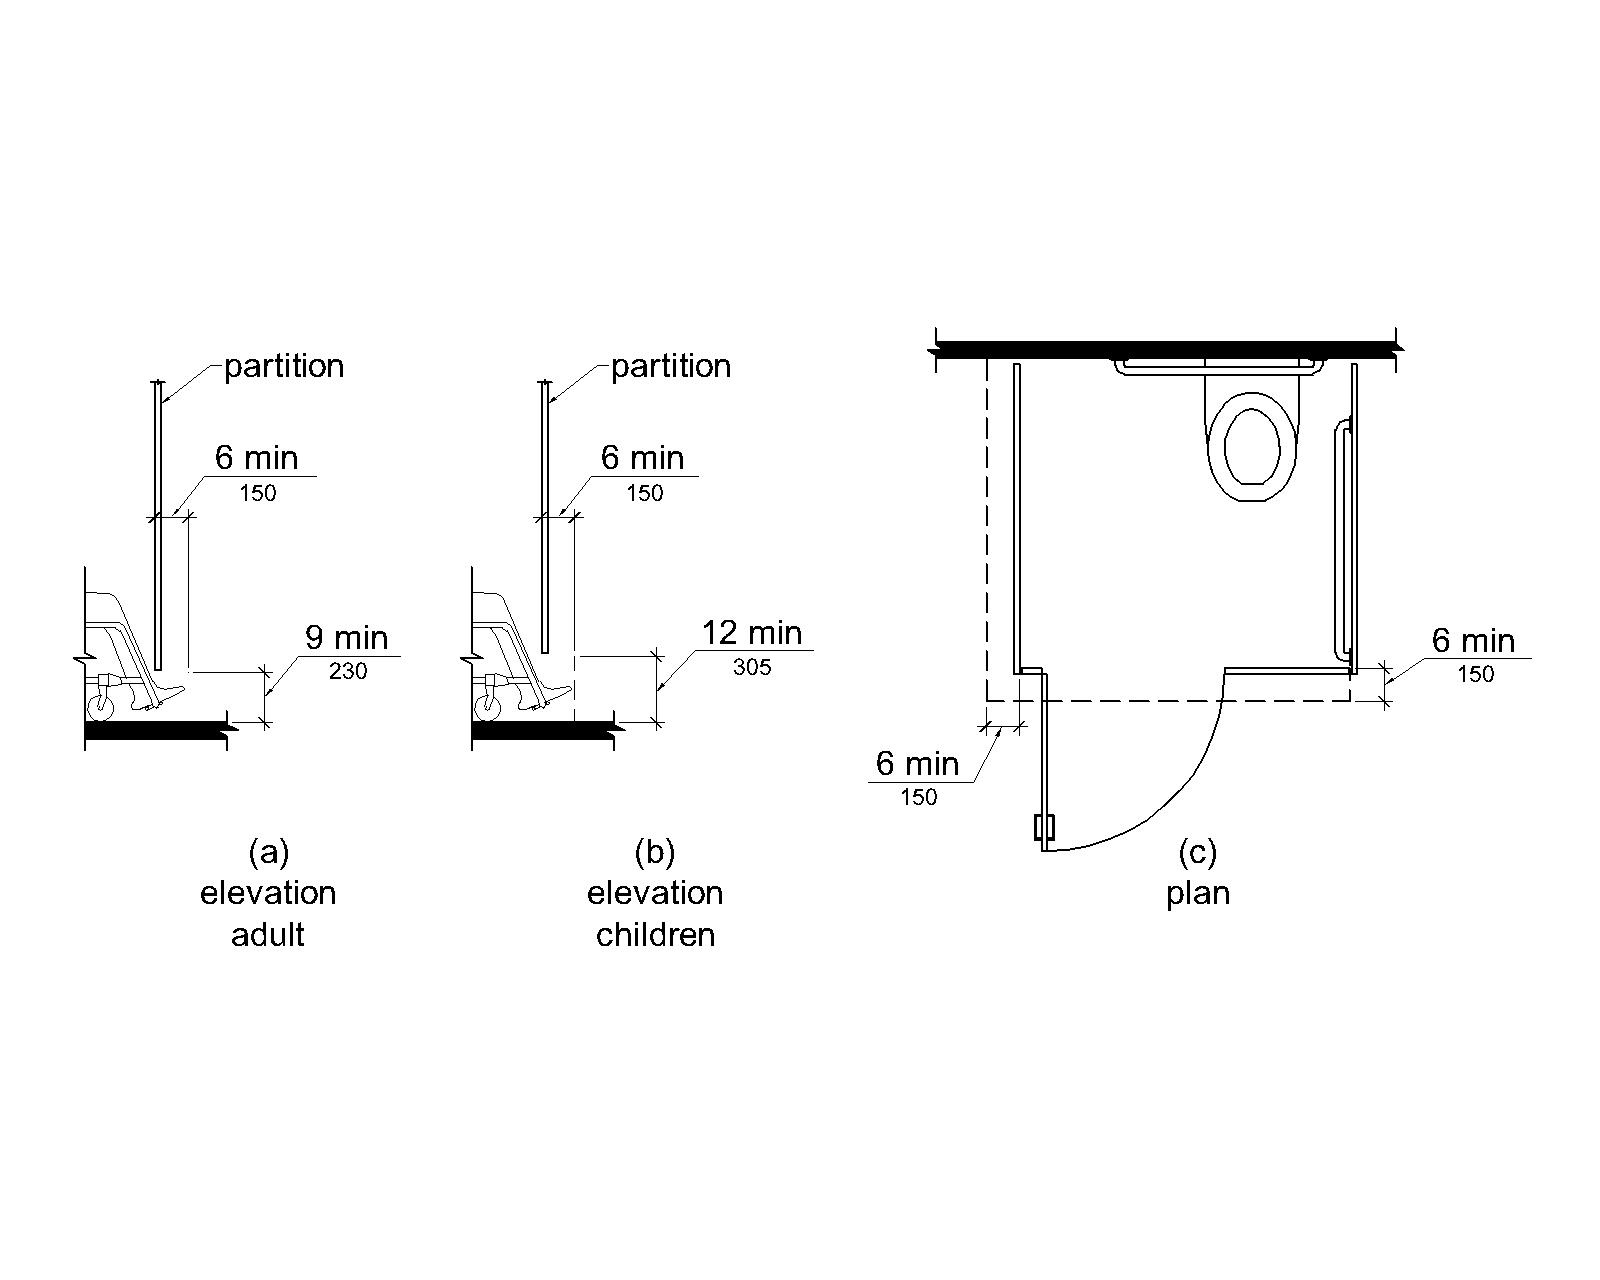 partition
6 min
150
9 min
230
(a)
elevation
adult
partition
6 min
150
12 min
305
(b)
elevation
children
6 min
150
6 min
150
(c)
plan